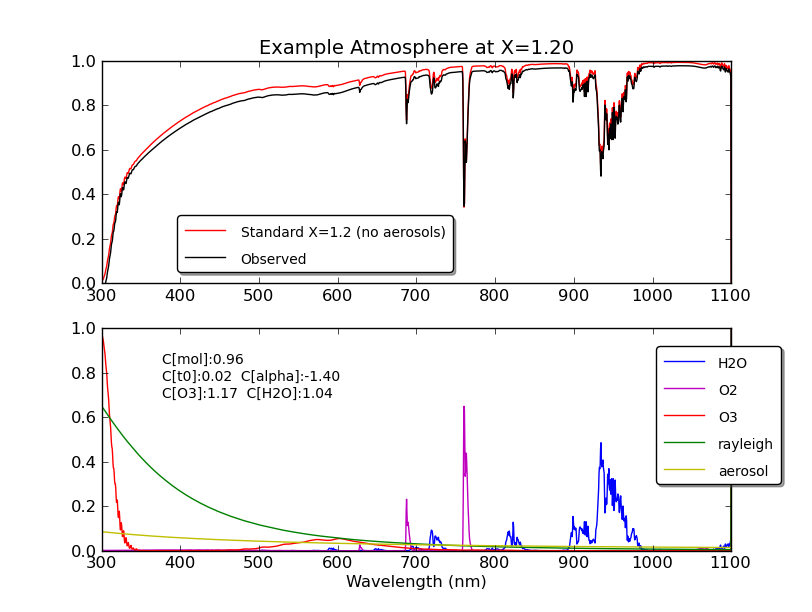 Example Atmosphere at X=1.20
1.0
0.8
0.6
0.4
0.2
0.0
Standard X=1.2 (no aerosols)
Observed
300 400 500 600 700 800 900 1000 1100
1.0
0.8
0.6
0.4
0.2
0.0
C[mol]:0.96
C[t0]:0.02 C[alpha]:-1.40
C[O3]:1.17 C[H2O]:1.04
H2O
O2
O3
rayleigh
aerosol
300 400 500 600 700 800 900 1000 1100
Wavelength (nm)